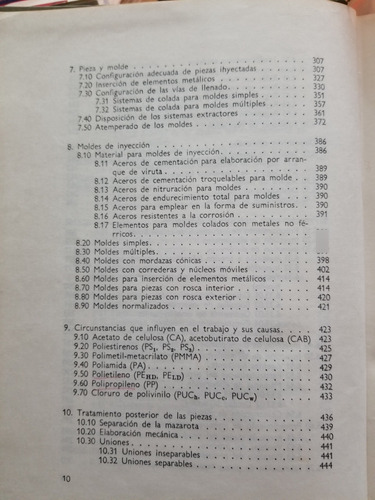 7. Pieza y molde . . . . . . . . . . 307
7.10 Configuración adecuada de piezas inyectadas . . . . 307
7.20 Inserción de elementos metálicos . . . . . . . 327
7.30 Configuración de las vías de llenado. . . . . . . 330
7.31 Sistemas de colada para moldes simples . . . . 351
7.32 Sistemas de colada para moldes múltiples. . . . 357
7.40 Disposición de los sistemas extractores . . . . . 361
7.50 Atemperado de los moldes . . . . . . . . . 372
8. Moldes de inyección . . . . . . . . . . 386
8.10 Material para moldes de inyección. . . . . . . 386
8.11 Aceros de cementación para elaboración por arran-
que de viruta . . . . . . . . . . 389
8.12 Aceros de cementación troquelables para molde . 389
8.13 Aceros de nitruración para moldes . . . . . 390
8.14 Aceros de endurecimiento total para moldes . . 390
8.15 Aceros para emplear en la forma de suministros. . 390
8.16 Aceros resistentes a la corrosión . . . . . . 391
8.17 Elementos para moldes colados con metales no fé-
rricos. . . . . . . . . . .
8.20 Moldes simples. . . . . . . . . .
8.30 Moldes múltiples. . . . . . . . . .
8.40 Moldes con mordazas cónicas . . . . . . . . 398
8.50 Moldes con correderas y núcleos móviles . . . . . 402
8.60 Moldes para inserción de elementos metálicos . . . 414
8.70 Moldes para piezas con rosca interior . . . . . . 414
8.80 Moldes para piezas con rosca exterior . . . . . . 420
8.90 Moldes normalizados . . . . . . . . . . 421
9. Circunstancias que influyen en el trabajo y sus causas. . . 423
9.10 Acetato de celulosa (CA), acetobutirato de celulosa (CAB) 423
9.20 Poliestirenos (PS, PS, PS) . . . . . . . . 425
9.30 Polimetil-metacrilato (PMMA) . . . . . . . . 427
9.40 Poliamida (PA) . . . . . . . . . . 429
9.50 Polietileno (PE_HD, PE_LD) . . . . . . . . . 430
9.60 Polipropileno (PP) . . . . . . . . . . 432
9.70 Cloruro de polivinilo (PUC, PUC, PUC) . . . . . 433
10. Tratamiento posterior de las piezas . . . . . . . 436
10.10 Separación de la mazarota . . . . . . . . 439
10.20 Elaboración mecánica. . . . . . . . . . 440
10.30 Uniones . . . . . . . . . . 441
10.31 Uniones inseparables . . . . . . . . 441
10.32 Uniones separables . . . . . . . . . 444
10